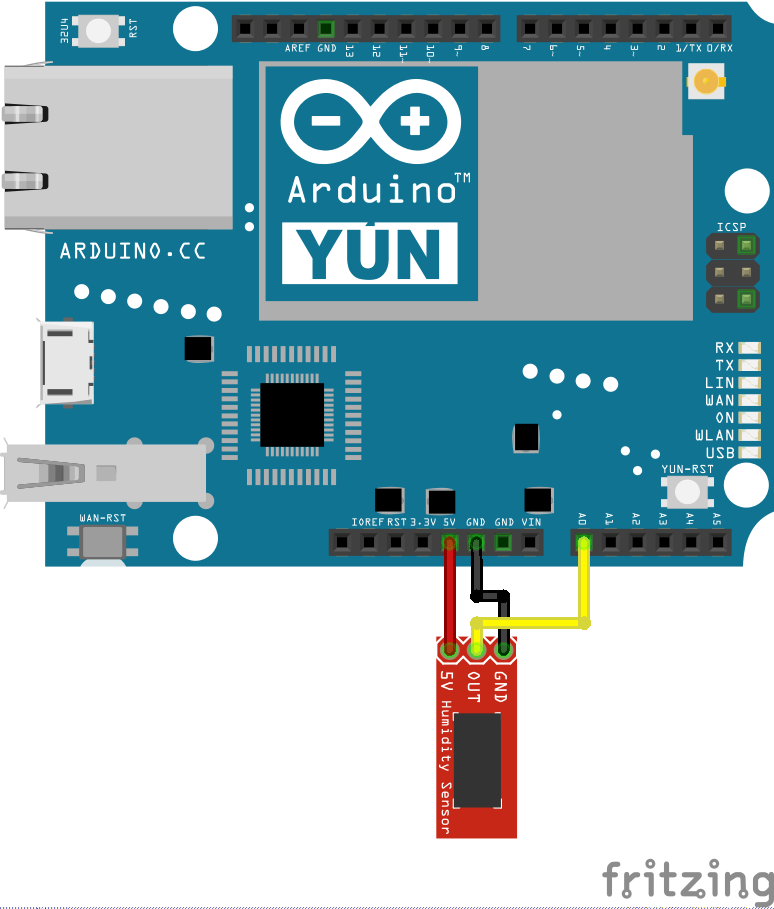 32U4
RST
AREF GND 13 12 11~ 10~ 9~ 8
7 6~ 5~ 4 3~ 2 1/TX 0/RX
Arduino™
YÚN
ARDUINO.CC
ICSP
RX
TX
LIN
WAN
ON
WLAN
USB
YUN-RST
WAN-RST
IOREF RST 3.3V 5V GND GND VIN
A0 A1 A2 A3 A4 A5
5V OUT GND
Humidity Sensor
fritzing